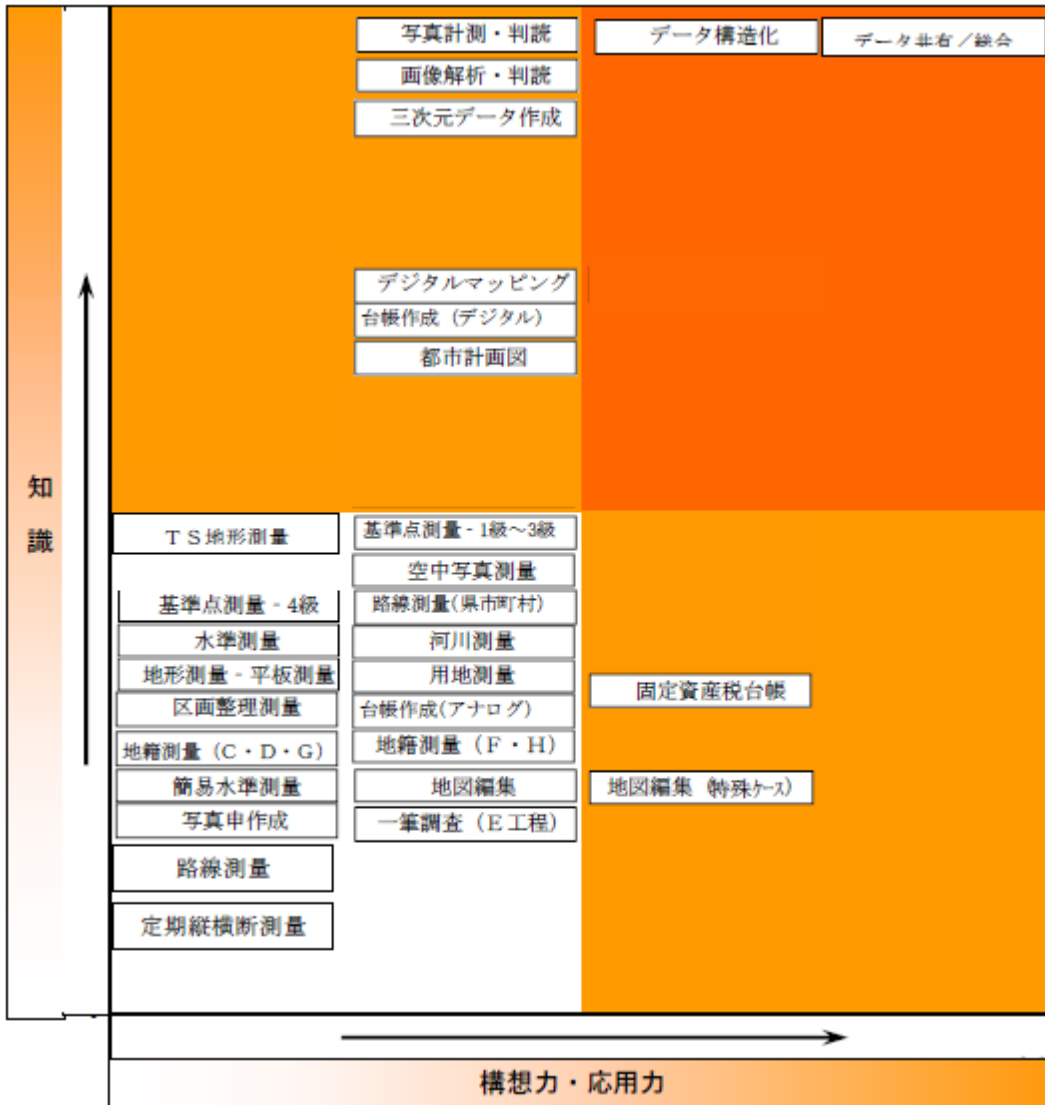 写真計測・判読
データ構造化
データ共有／統合
画像解析・判読
三次元データ作成
デジタルマッピング
台帳作成（デジタル）
都市計画図
知識
ＴＳ地形測量
基準点測量‐1級～3級
空中写真測量
基準点測量‐4級
路線測量(県市町村)
水準測量
河川測量
地形測量‐平板測量
用地測量
固定資産税台帳
区画整理測量
台帳作成(アナログ)
地籍測量（C・D・G）
地籍測量（F・H）
簡易水準測量
地図編集
地図編集（特殊ケース）
写真申作成
一筆調査（E工程）
路線測量
定期縦横断測量
構想力・応用力